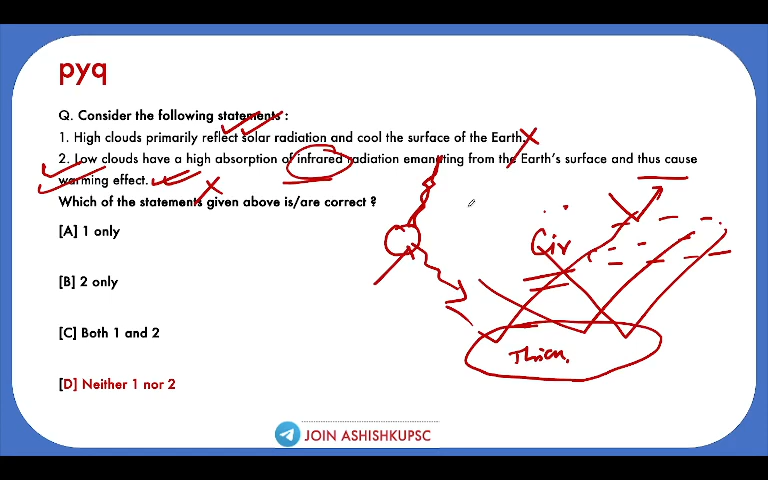 pyq
Q. Consider the following statements :
1. High clouds primarily reflect solar radiation and cool the surface of the Earth.
2. Low clouds have a high absorption of infrared radiation emanating from the Earth's surface and thus cause
warming effect.
Which of the statements given above is/are correct ?
Cir
[A] 1 only
[B] 2 only
[C] Both 1 and 2
[D] Neither 1 nor 2
JOIN ASHISHKUPSC